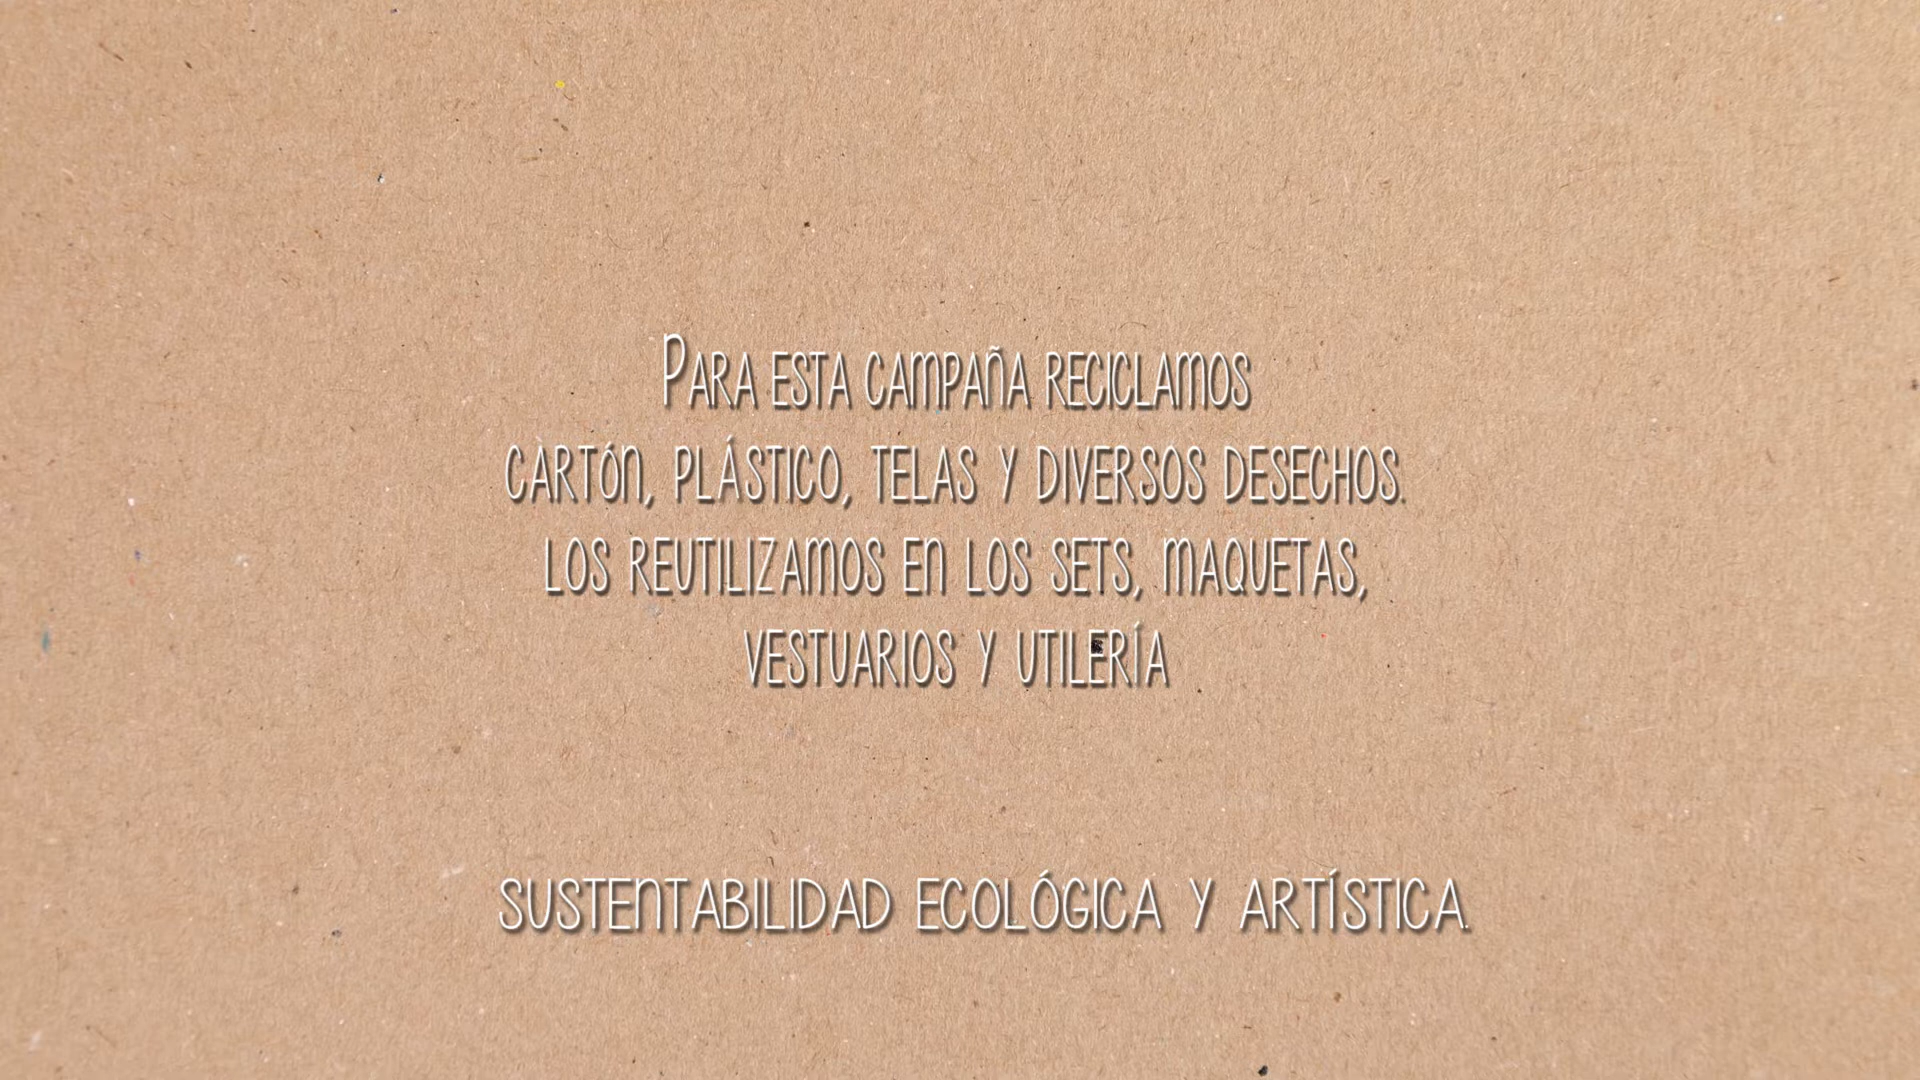 Para esta campaña reciclamos
cartón, plástico, telas y diversos desechos.
los reutilizamos en los sets, maquetas,
vestuarios y utilería
sustentabilidad ecológica y artística.